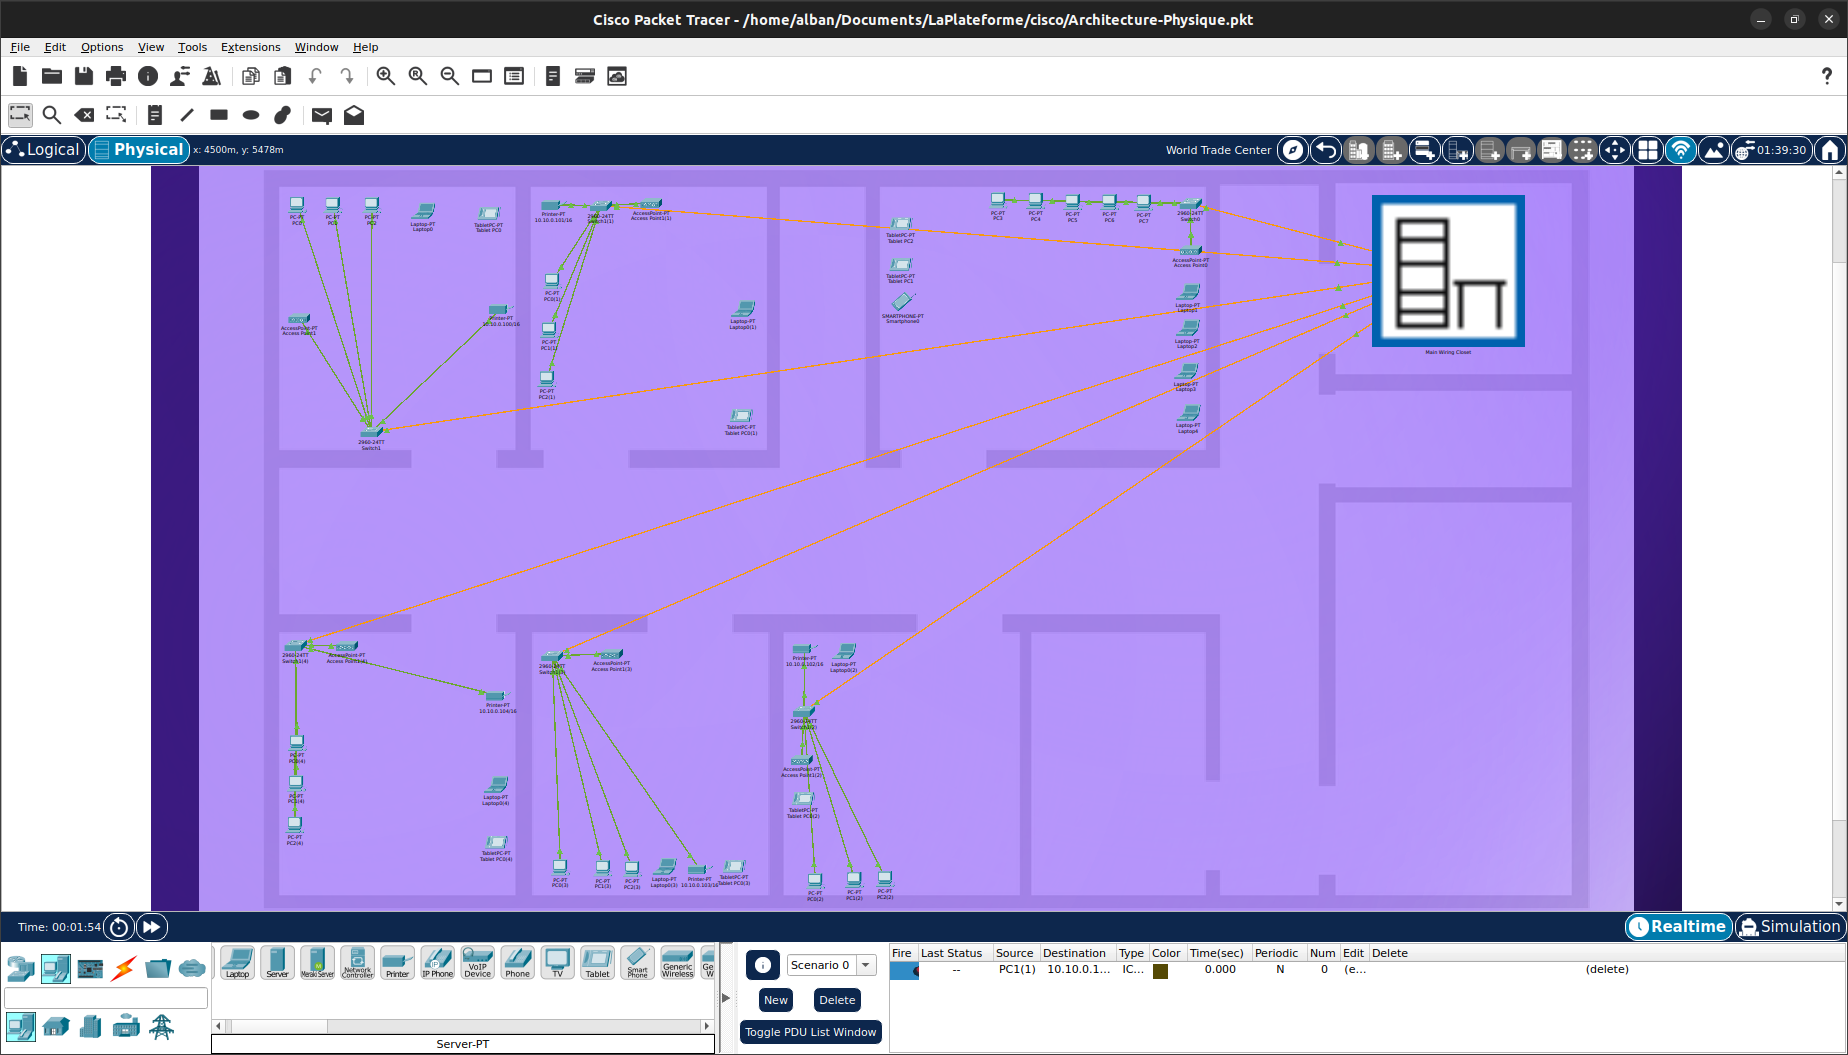 Cisco Packet Tracer - /home/alban/Documents/LaPlateforme/cisco/Architecture-Physique.pkt
File Edit Options View Tools Extensions Window Help
Logical Physical x: 4500m, y: 5478m World Trade Center 01:39:30
PC-PT
PC0
PC-PT
PC1
PC-PT
PC2
Laptop-PT
Laptop0
TabletPC-PT
Tablet PC0
AccessPoint-PT
Access Point1
Printer-PT
10.10.0.100/16
2960-24TT
Switch1
Printer-PT
10.10.0.101/16
2960-24TT
Switch1(1)
AccessPoint-PT
Access Point1(1)
PC-PT
PC0(1)
PC-PT
PC1(1)
PC-PT
PC2(1)
Laptop-PT
Laptop0(1)
TabletPC-PT
Tablet PC0(1)
TabletPC-PT
Tablet PC2
TabletPC-PT
Tablet PC1
SMARTPHONE-PT
Smartphone0
PC-PT
PC3
PC-PT
PC4
PC-PT
PC5
PC-PT
PC6
PC-PT
PC7
2960-24TT
Switch0
AccessPoint-PT
Access Point0
Laptop-PT
Laptop1
Laptop-PT
Laptop2
Laptop-PT
Laptop3
Laptop-PT
Laptop4
Main Wiring Closet
2960-24TT
Switch1(4)
AccessPoint-PT
Access Point1(4)
Printer-PT
10.10.0.104/16
PC-PT
PC0(4)
PC-PT
PC1(4)
PC-PT
PC2(4)
Laptop-PT
Laptop0(4)
TabletPC-PT
Tablet PC0(4)
2960-24TT
Switch1(3)
AccessPoint-PT
Access Point1(3)
PC-PT
PC0(3)
PC-PT
PC1(3)
PC-PT
PC2(3)
Laptop-PT
Laptop0(3)
Printer-PT
10.10.0.103/16
TabletPC-PT
Tablet PC0(3)
Printer-PT
10.10.0.102/16
Laptop-PT
Laptop0(2)
2960-24TT
Switch1(2)
AccessPoint-PT
Access Point1(2)
TabletPC-PT
Tablet PC0(2)
PC-PT
PC0(2)
PC-PT
PC1(2)
PC-PT
PC2(2)
Time: 00:01:54 Realtime Simulation
Laptop Server Meraki Server Network Controller Printer IP Phone VoIP Device Phone TV Tablet Smart Phone Generic Wireless
Server-PT
Scenario 0
New Delete
Toggle PDU List Window
Fire Last Status Source Destination Type Color Time(sec) Periodic Num Edit Delete
-- PC1(1) 10.10.0.1... IC... 0.000 N 0 (e... (delete)